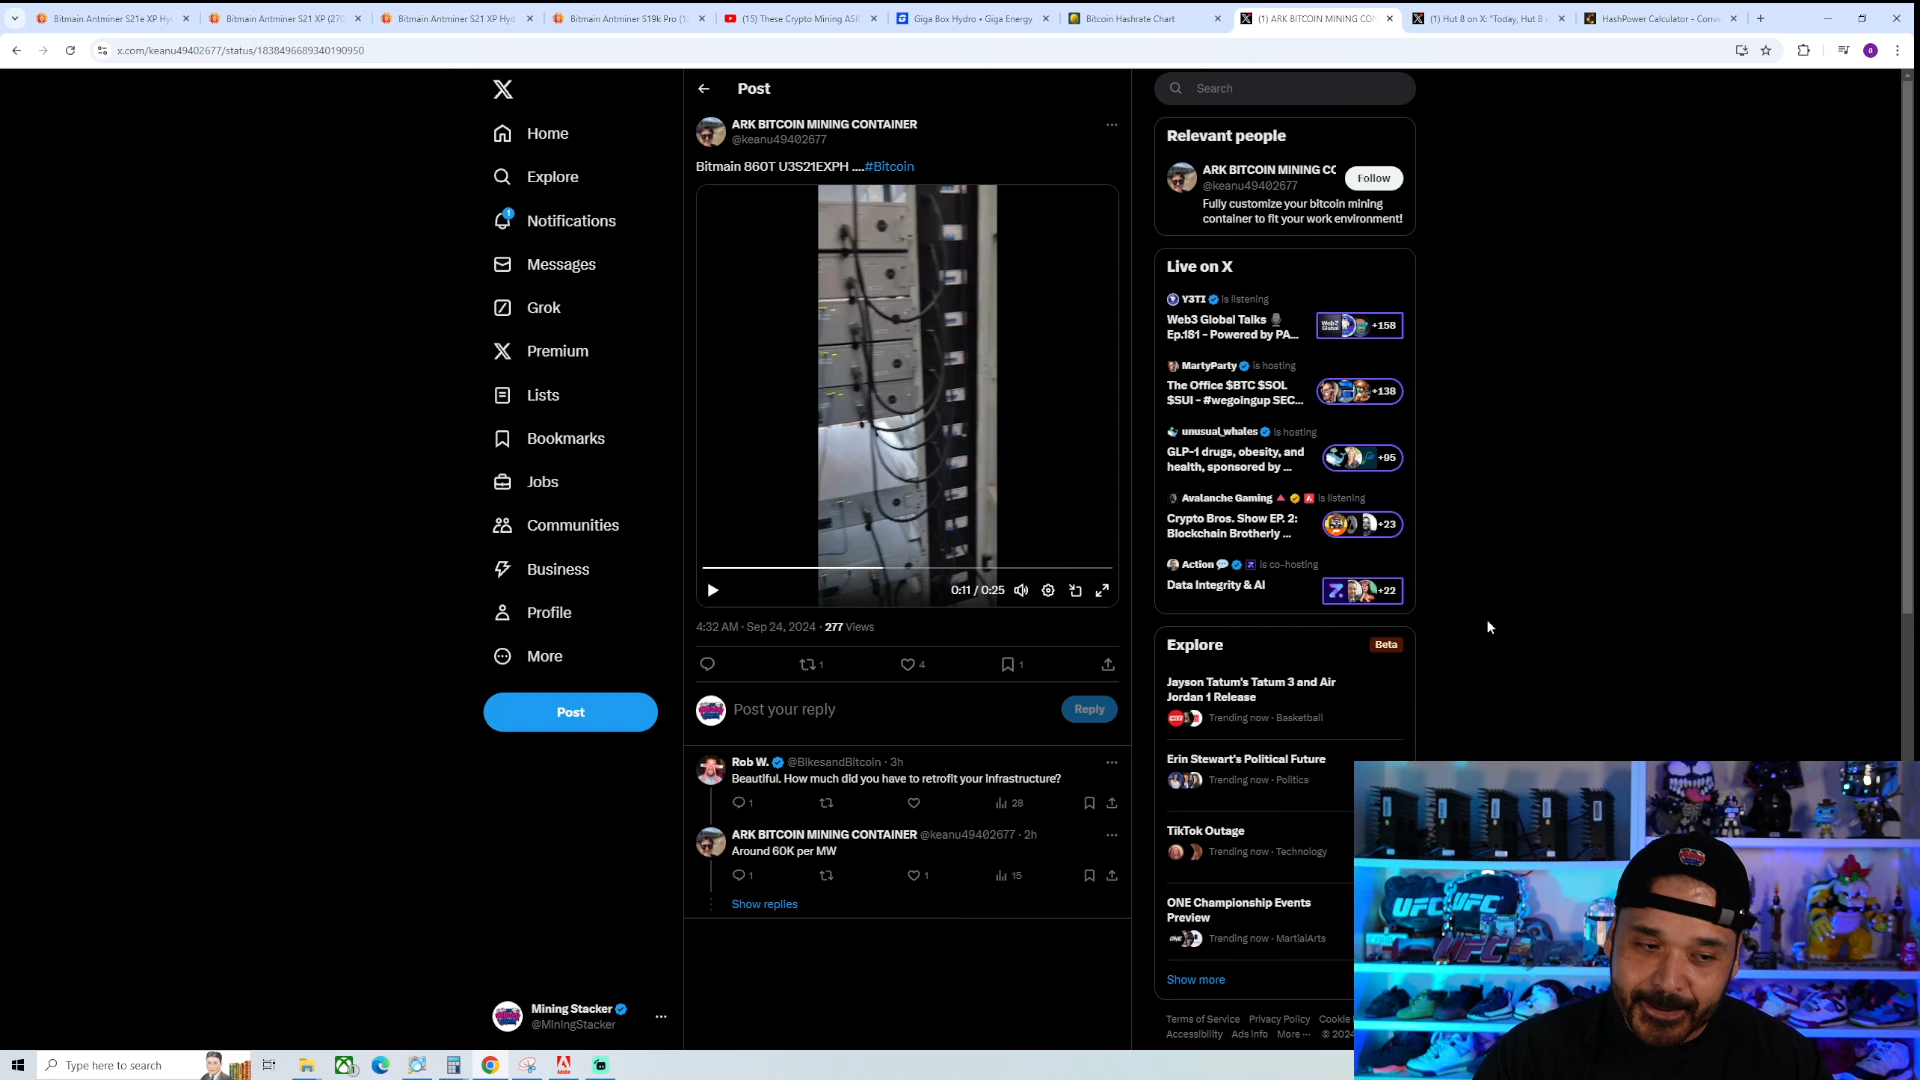 Bitmain Antminer S21e XP Hy
Bitmain Antminer S21 XP (270
Bitmain Antminer S21 XP Hyd
Bitmain Antminer S19k Pro (12
(15) These Crypto Mining ASIC
Giga Box Hydro • Giga Energy
Bitcoin Hashrate Chart
(1) ARK BITCOIN MINING CON
(1) Hut 8 on X: "Today, Hut 8
HashPower Calculator - Conv
x.com/keanu49402677/status/1838496689340190950
a
Home
Explore
1
Notifications
Messages
Grok
Premium
Lists
Bookmarks
Jobs
Communities
Business
Profile
More
Post
Mining Stacker
@MiningStacker
Post
ARK BITCOIN MINING CONTAINER
@keanu49402677
Bitmain 860T U3S21EXPH ....#Bitcoin
0:11 / 0:25
4:32 AM · Sep 24, 2024 · 277 Views
1
4
1
Post your reply
Reply
Rob W. @BikesandBitcoin · 3h
Beautiful. How much did you have to retrofit your infrastructure?
1
28
ARK BITCOIN MINING CONTAINER @keanu49402677 · 2h
Around 60K per MW
1
1
15
Show replies
Search
Relevant people
ARK BITCOIN MINING CO
@keanu49402677
Follow
Fully customize your bitcoin mining
container to fit your work environment!
Live on X
Y3TI is listening
Web3 Global Talks
Ep.181 - Powered by PA...
+158
MartyParty is hosting
The Office $BTC $SOL
$SUI - #wegoingup SEC...
+138
unusual_whales is hosting
GLP-1 drugs, obesity, and
health, sponsored by ...
+95
Avalanche Gaming is listening
Crypto Bros. Show EP. 2:
Blockchain Brotherly ...
+23
Action is co-hosting
Data Integrity & AI
+22
Explore
Beta
Jayson Tatum's Tatum 3 and Air
Jordan 1 Release
Trending now · Basketball
Erin Stewart's Political Future
Trending now · Politics
TikTok Outage
Trending now · Technology
ONE Championship Events
Preview
Trending now · MartialArts
Show more
Terms of Service Privacy Policy Cookie
Accessibility Ads info More ··· © 2024
UFC UFC
UFC
Type here to search